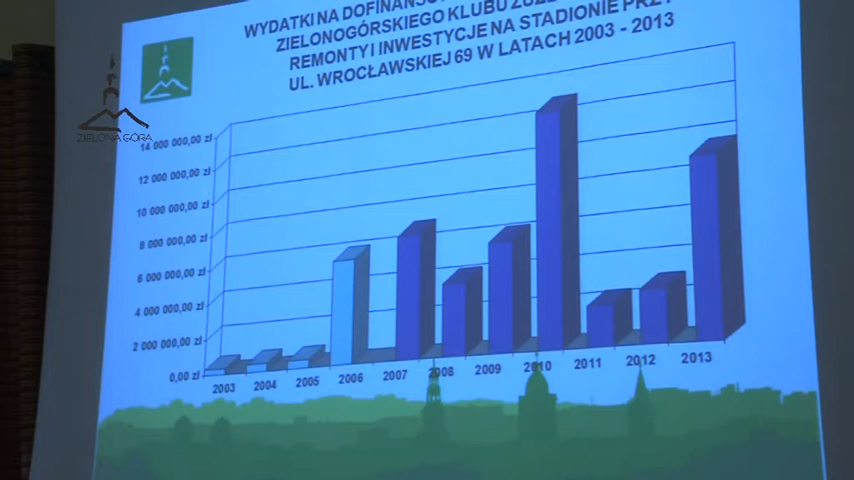 WYDATKI NA
ZIELONOGÓRSKIEGO KLUBU
REMONTY I INWESTYCJE NA STADIONIE PRZY
UL. WROCŁAWSKIEJ 69 W LATACH 2003 - 2013
ZIELONA GÓRA
14 000 000,00 zł
12 000 000,00 zł
10 000 000,00 zł
8 000 000,00 zł
6 000 000,00 zł
4 000 000,00 zł
2 000 000,00 zł
0,00 zł
2003 2004 2005 2006 2007 2008 2009 2010 2011 2012 2013